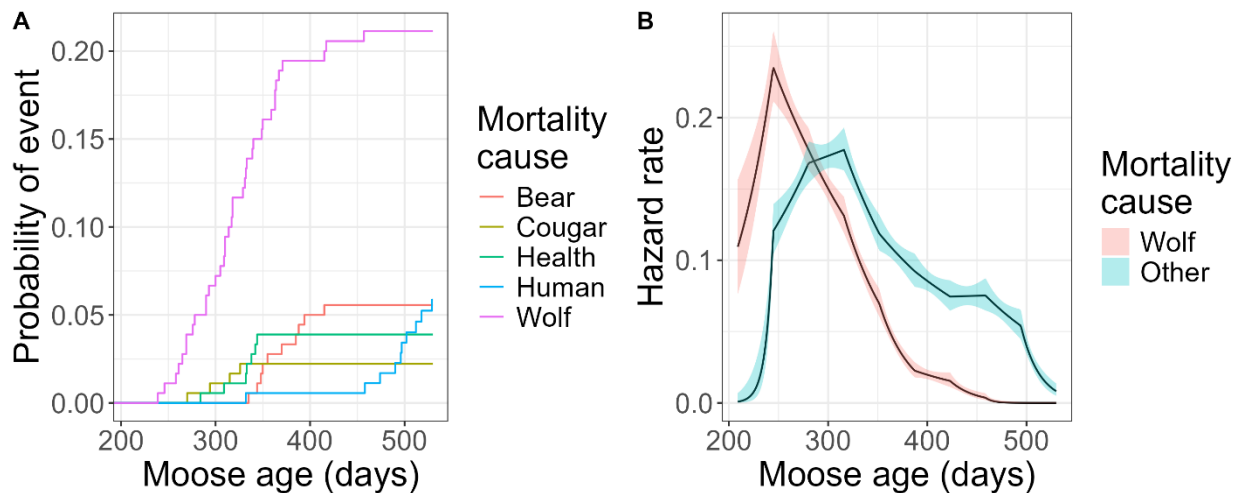 A
Probability of event
0.20
0.15
0.10
0.05
0.00
200 300 400 500
Moose age (days)
Mortality
cause
Bear
Cougar
Health
Human
Wolf
B
Hazard rate
0.2
0.1
0.0
200 300 400 500
Moose age (days)
Mortality
cause
Wolf
Other